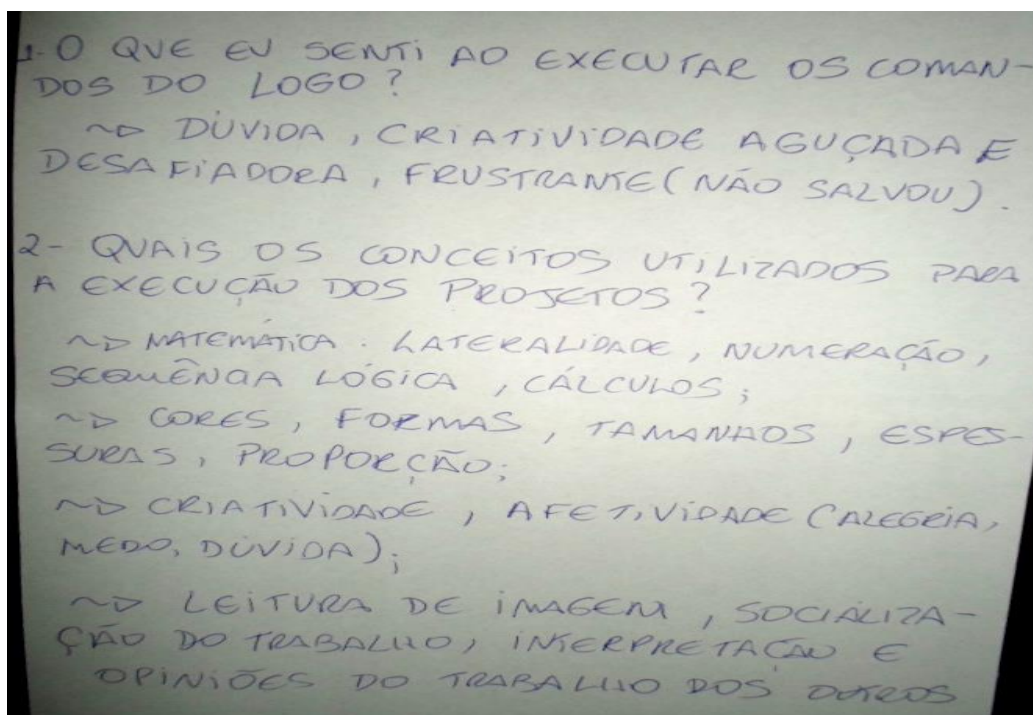 1. O QUE EU SENTI AO EXECUTAR OS COMAN-
DOS DO LOGO?
~> DÚVIDA, CRIATIVIDADE AGUÇADA E
DESAFIADORA, FRUSTRANTE (NÃO SALVOU).
2- QUAIS OS CONCEITOS UTILIZADOS PARA
A EXECUÇÃO DOS PROJETOS?
~> MATEMÁTICA. LATERALIDADE, NUMERAÇÃO,
SEQUÊNCIA LÓGICA, CÁLCULOS;
~> CORES, FORMAS, TAMANHOS, ESPES-
SURAS, PROPORÇÃO;
~> CRIATIVIDADE, AFETIVIDADE (ALEGRIA,
MEDO, DÚVIDA);
~> LEITURA DE IMAGEM, SOCIALIZA-
ÇÃO DO TRABALHO, INTERPRETAÇÃO E
OPINIÕES DO TRABALHO DOS OUTROS